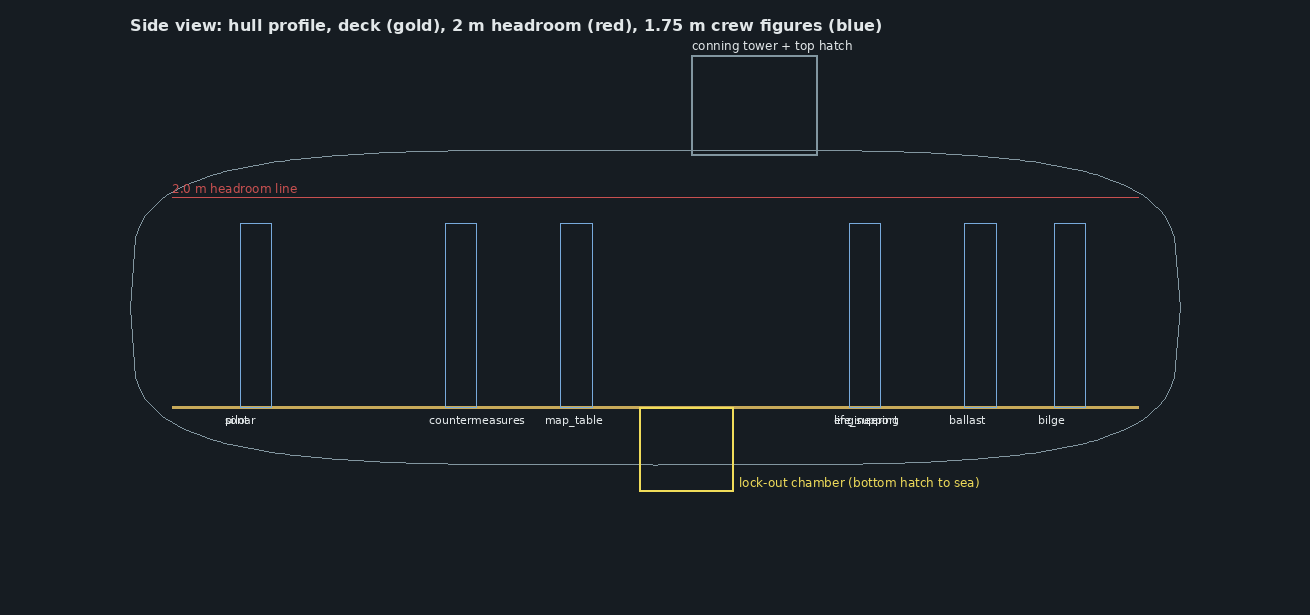 Side view: hull profile, deck (gold), 2 m headroom (red), 1.75 m crew figures (blue)
conning tower + top hatch
2.0 m headroom line
countermeasures
map_table
ballast
bilge
lock-out chamber (bottom hatch to sea)